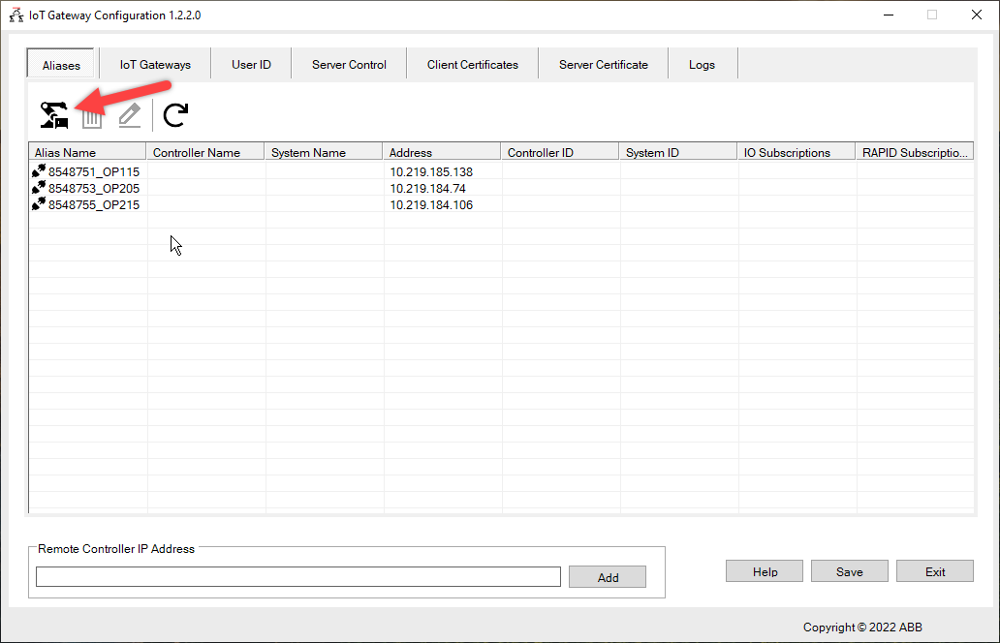 IoT Gateway Configuration 1.2.2.0
Aliases IoT Gateways User ID Server Control Client Certificates Server Certificate Logs
Alias Name Controller Name System Name Address Controller ID System ID IO Subscriptions RAPID Subscriptio...
8548751_OP115 10.219.185.138
8548753_OP205 10.219.184.74
8548755_OP215 10.219.184.106
Remote Controller IP Address
Add Help Save Exit
Copyright © 2022 ABB